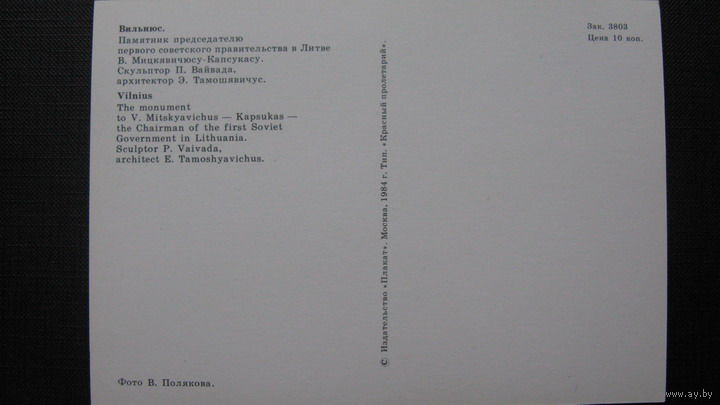 Вильнюс.
Памятник председателю
первого советского правительства в Литве
В. Мицкявичюсу-Капсукасу.
Скульптор П. Вайвада,
архитектор Э. Тамошявичус.
Vilnius
The monument
to V. Mitskyavichus — Kapsukas —
the Chairman of the first Soviet
Government in Lithuania.
Sculptor P. Vaivada,
architect E. Tamoshyavichus.
Фото В. Полякова.
© Издательство «Плакат». Москва, 1984 г. Тип. «Красный пролетарий».
Зак. 3803
Цена 10 коп.
www.ay.by